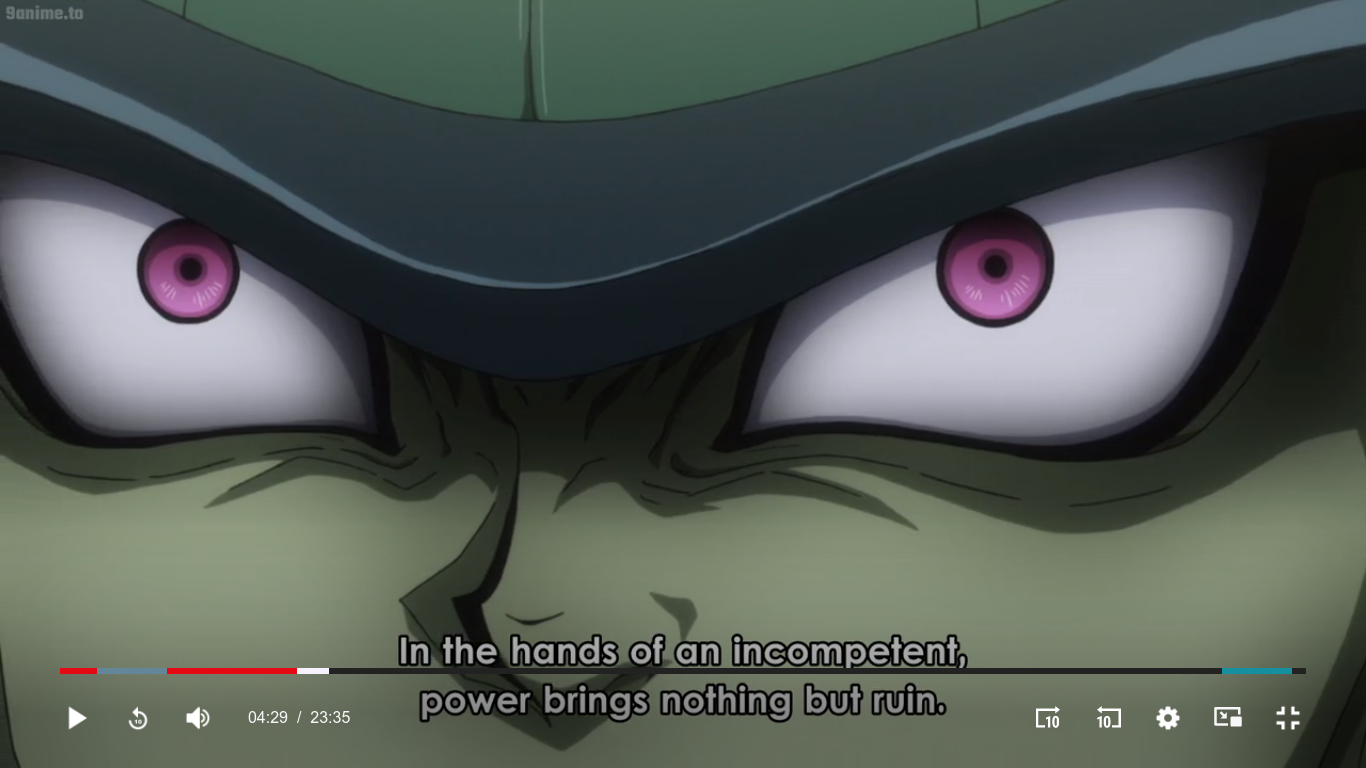 9anime.to
In the hands of an incompetent,
power brings nothing but ruin.
10
04:29 / 23:35
10
10